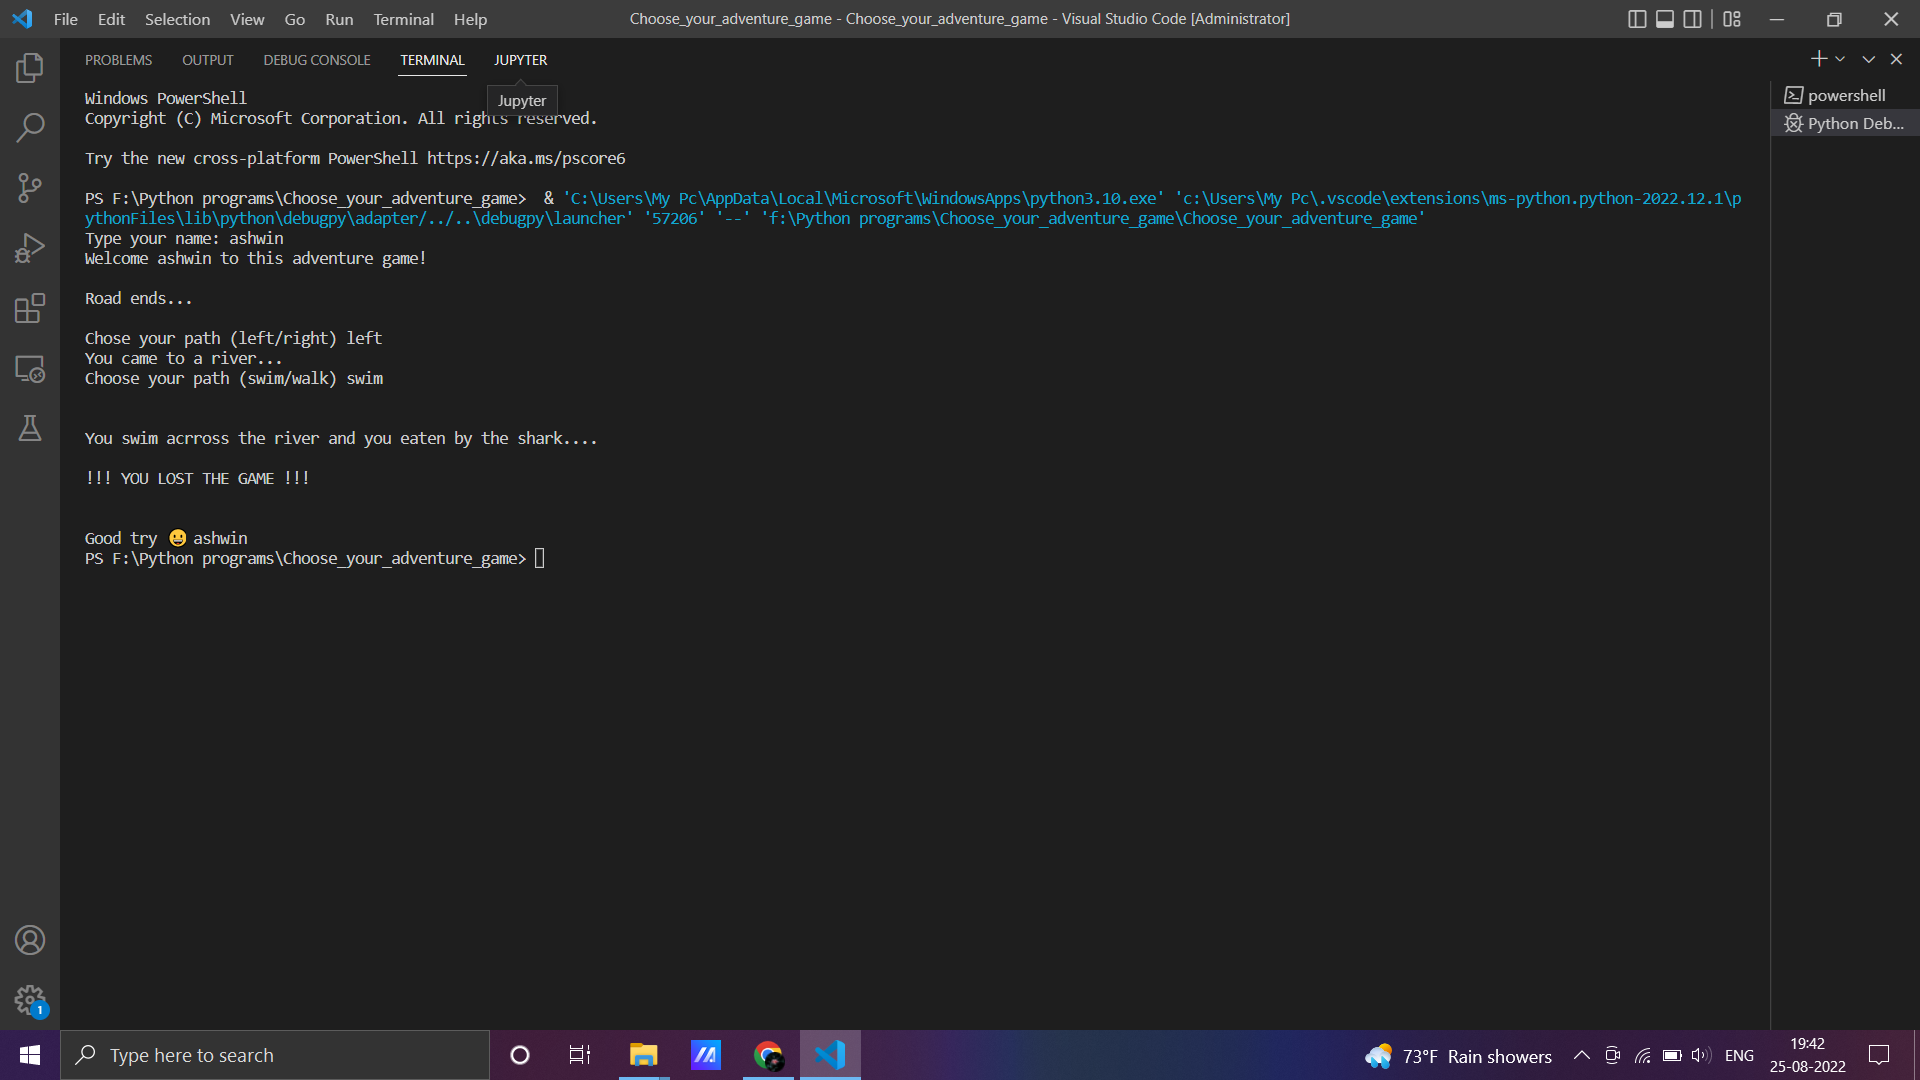 File Edit Selection View Go Run Terminal Help
Choose_your_adventure_game - Choose_your_adventure_game - Visual Studio Code [Administrator]
PROBLEMS OUTPUT DEBUG CONSOLE TERMINAL JUPYTER
Jupyter
Windows PowerShell
Copyright (C) Microsoft Corporation. All rights reserved.
Try the new cross-platform PowerShell https://aka.ms/pscore6
PS F:\Python programs\Choose_your_adventure_game>  & 'C:\Users\My Pc\AppData\Local\Microsoft\WindowsApps\python3.10.exe' 'c:\Users\My Pc\.vscode\extensions\ms-python.python-2022.12.1\p
ythonFiles\lib\python\debugpy\adapter/../..\debugpy\launcher' '57206' '--' 'f:\Python programs\Choose_your_adventure_game\Choose_your_adventure_game'
Type your name: ashwin
Welcome ashwin to this adventure game!
Road ends...
Chose your path (left/right) left
You came to a river...
Choose your path (swim/walk) swim
You swim acrross the river and you eaten by the shark....
!!! YOU LOST THE GAME !!!
Good try 😀 ashwin
PS F:\Python programs\Choose_your_adventure_game>
powershell
Python Deb...
1
Type here to search
73°F Rain showers
ENG
19:42
25-08-2022